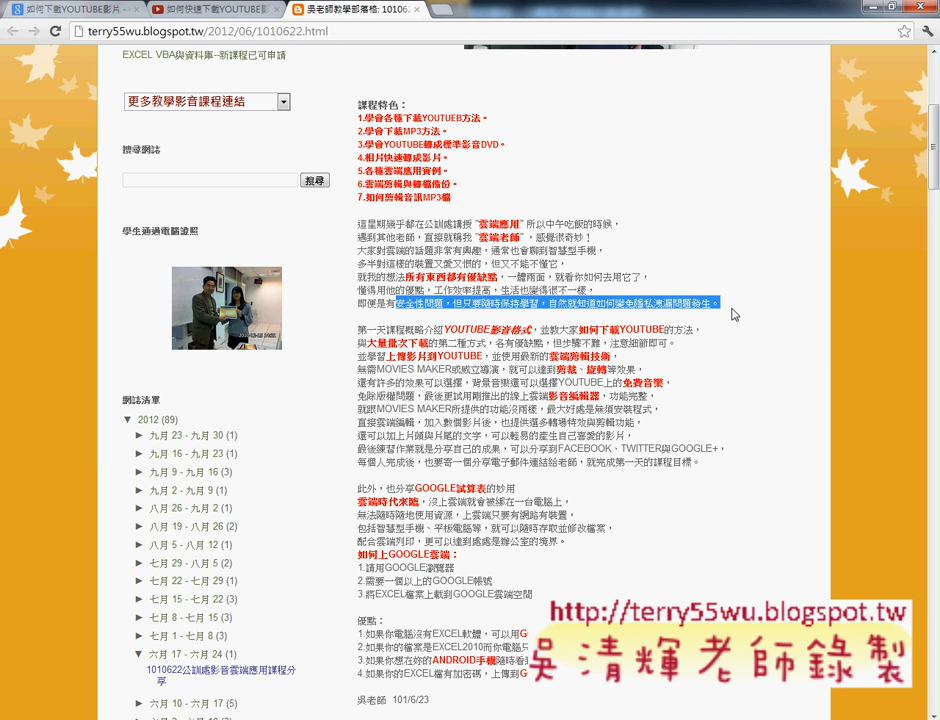 如何下載YOUTUBE影片 -
如何快速下載YOUTUBE影
吳老師教學部落格: 10106
terry55wu.blogspot.tw/2012/06/1010622.html
EXCEL VBA與資料庫--新課程已可申請
更多教學影音課程連結
搜尋網誌
搜尋
學生通過電腦證照
網誌清單
▼ 2012 (89)
► 九月 23 - 九月 30 (1)
► 九月 16 - 九月 23 (1)
► 九月 9 - 九月 16 (3)
► 九月 2 - 九月 9 (1)
► 八月 26 - 九月 2 (1)
► 八月 19 - 八月 26 (2)
► 八月 5 - 八月 12 (1)
► 七月 29 - 八月 5 (2)
► 七月 22 - 七月 29 (1)
► 七月 15 - 七月 22 (3)
► 七月 8 - 七月 15 (3)
► 七月 1 - 七月 8 (3)
▼ 六月 17 - 六月 24 (1)
1010622公訓處影音雲端應用課程分
享
► 六月 10 - 六月 17 (5)
課程特色：
1.學會各種下載YOUTUEB方法。
2.學會下載MP3方法。
3.學會YOUTUBE轉成標準影音DVD。
4.相片快速轉成影片。
5.各種雲端應用實例。
6.雲端剪輯與轉檔備份。
7.如何剪輯音訊MP3檔
這星期幾乎都在公訓處講授 "雲端應用" 所以中午吃飯的時候，
遇到其他老師，直接就稱我 "雲端老師" ，感覺很奇妙！
大家對雲端的話題非常有興趣，通常也會聊到智慧型手機，
多半對這樣的裝置又愛又恨的，但又不能不懂它，
就我的想法所有東西都有優缺點，一體兩面，就看你如何去用它了，
懂得用他的優點，工作效率提高，生活也變得很不一樣，
即便是有安全性問題，但只要隨時保持學習，自然就知道如何變免隱私洩漏問題發生。
第一天課程概略介紹YOUTUBE影音格式，並教大家如何下載YOUTUBE的方法，
與大量批次下載的第二種方式，各有優缺點，但步驟不難，注意細節即可。
並學習上傳影片到YOUTUBE，並使用最新的雲端剪輯技術，
無需MOVIES MAKER或威立導演，就可以達到剪裁、旋轉等效果，
還有許多的效果可以選擇，背景音樂還可以選擇YOUTUBE上的免費音樂，
免除版權問題，最後更試用剛推出的線上雲端影音編輯器，功能完整，
就跟MOVIES MAKER所提供的功能沒兩樣，最大好處是無須安裝程式，
直接雲端編輯，加入數個影片後，也提供選多轉場特效與剪輯功能，
還可以加上片頭與片尾的文字，可以輕易的產生自己喜愛的影片，
最後練習作業就是分享自己的成果，可以分享到FACEBOOK、TWITTER與GOOGLE+，
每個人完成後，也要寄一個分享電子郵件連結給老師，就完成第一天的課程目標。
此外，也分享GOOGLE試算表的妙用
雲端時代來臨，沒上雲端就會被綁在一台電腦上，
無法隨時隨地使用資源，上雲端只要有網路有裝置，
包括智慧型手機、平板電腦等，就可以隨時存取並修改檔案，
配合雲端列印，更可以達到處處是辦公室的境界。
如何上GOOGLE雲端：
1.請用GOOGLE瀏覽器
2.需要一個以上的GOOGLE帳號
3.將EXCEL檔案上載到GOOGLE雲端空間
優點：
1.如果你電腦沒有EXCEL軟體，可以用G
2.如果你的檔案是EXCEL2010而你電腦只
3.如果你想在妳的ANDROID手機隨時看
4.如果你的EXCEL檔有加密碼，上傳到G
吳老師 101/6/23
http://terry55wu.blogspot.tw
吳清輝老師錄製